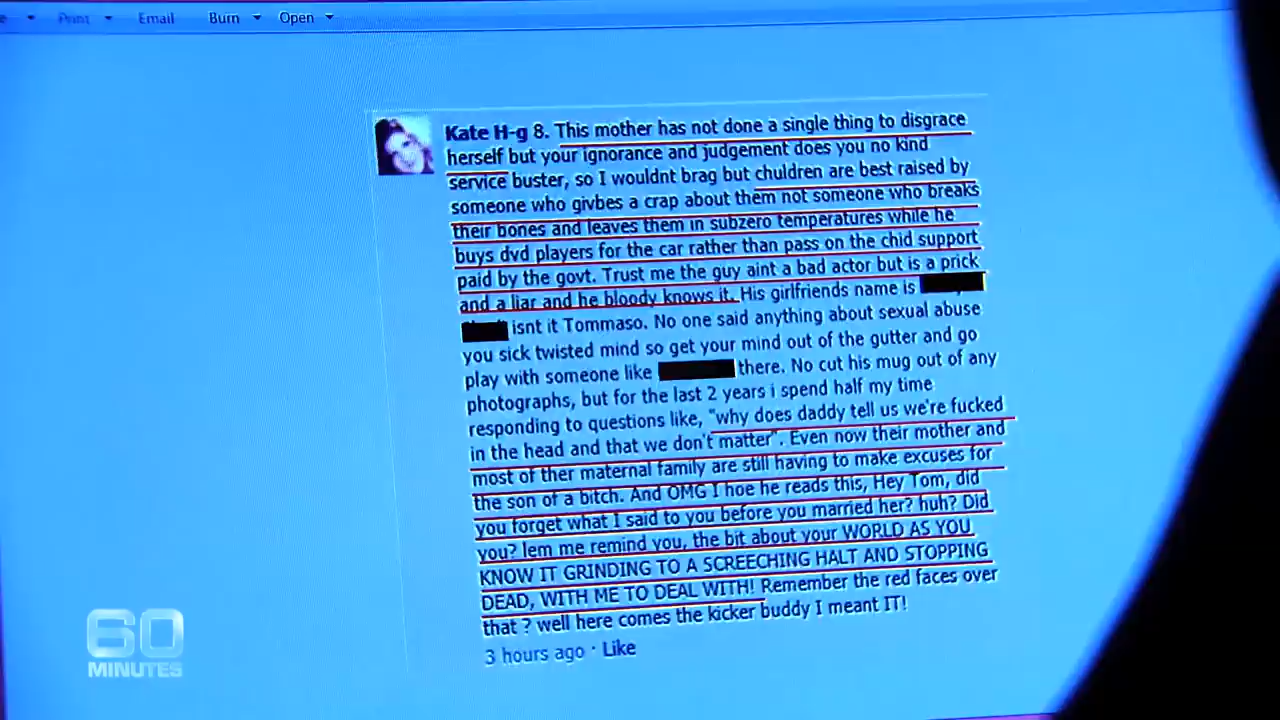 Print Email Burn Open
Kate H-g 8. This mother has not done a single thing to disgrace
herself but your ignorance and judgement does you no kind
service buster, so I wouldnt brag but chuldren are best raised by
someone who givbes a crap about them not someone who breaks
their bones and leaves them in subzero temperatures while he
buys dvd players for the car rather than pass on the chid support
paid by the govt. Trust me the guy aint a bad actor but is a prick
and a liar and he bloody knows it. His girlfriends name is
isnt it Tommaso. No one said anything about sexual abuse
you sick twisted mind so get your mind out of the gutter and go
play with someone like there. No cut his mug out of any
photographs, but for the last 2 years i spend half my time
responding to questions like, "why does daddy tell us we're fucked
in the head and that we don't matter". Even now their mother and
most of ther maternal family are still having to make excuses for
the son of a bitch. And OMG I hoe he reads this, Hey Tom, did
you forget what I said to you before you married her? huh? Did
you? lem me remind you, the bit about your WORLD AS YOU
KNOW IT GRINDING TO A SCREECHING HALT AND STOPPING
DEAD, WITH ME TO DEAL WITH! Remember the red faces over
that ? well here comes the kicker buddy I meant IT!
3 hours ago · Like
60
MINUTES